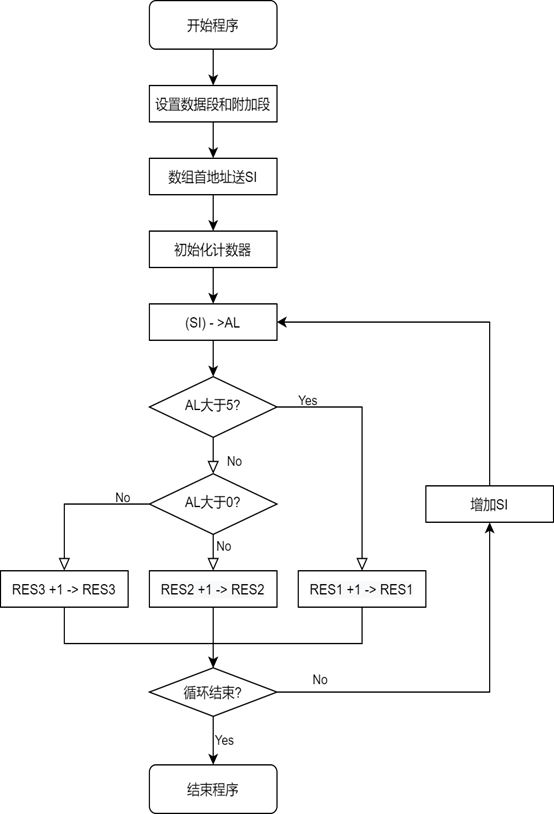 开始程序
设置数据段和附加段
数组首地址送SI
初始化计数器
(SI) - >AL
AL大于5?
Yes
No
AL大于0?
No
No
增加SI
RES3 +1 -> RES3
RES2 +1 -> RES2
RES1 +1 -> RES1
循环结束?
No
Yes
结束程序